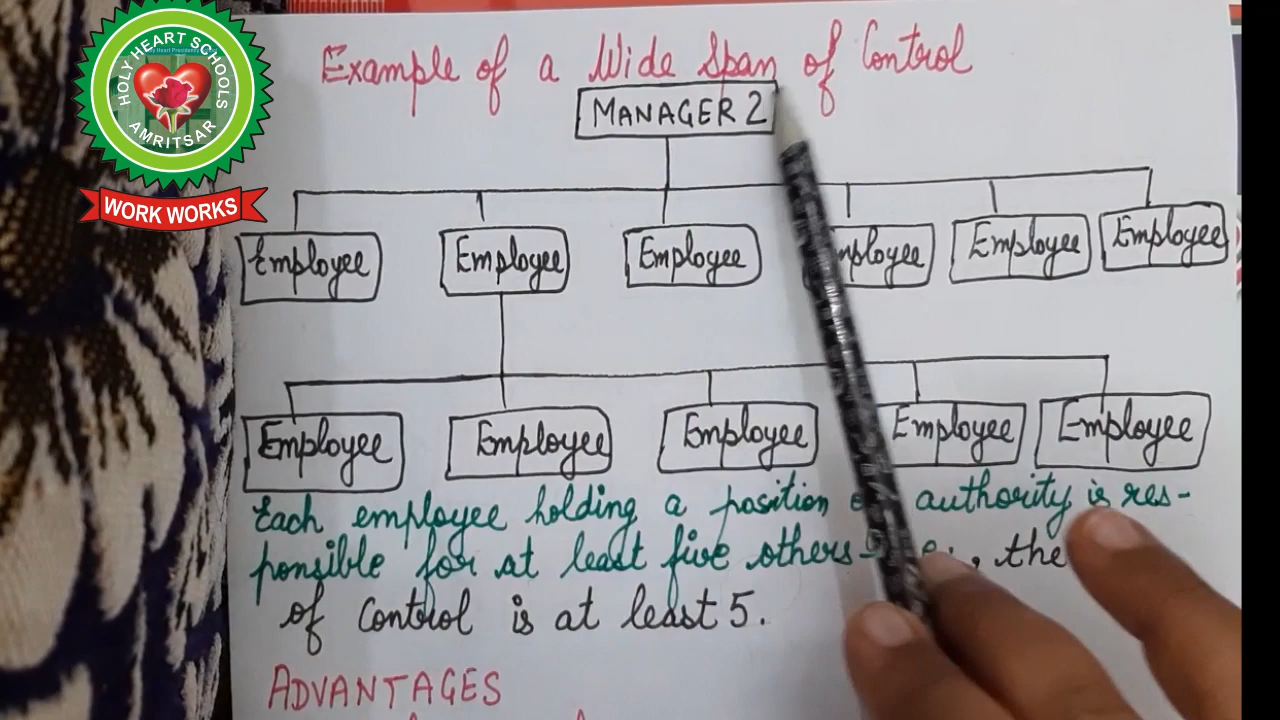 HOLY HEART SCHOOLS
AMRITSAR
WORK WORKS
Example of a Wide Span of Control
MANAGER 2
Employee Employee Employee Employee Employee
Employee Employee Employee Employee Employee
Each employee holding a position authority is res-
ponsible for at least five others- the
of Control is at least 5.
ADVANTAGES